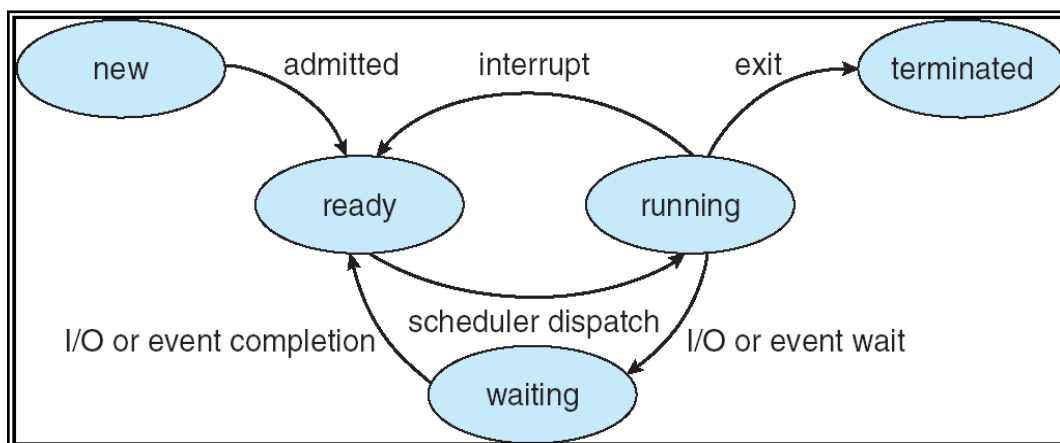 new
admitted
interrupt
exit
terminated
ready
running
scheduler dispatch
I/O or event completion
I/O or event wait
waiting